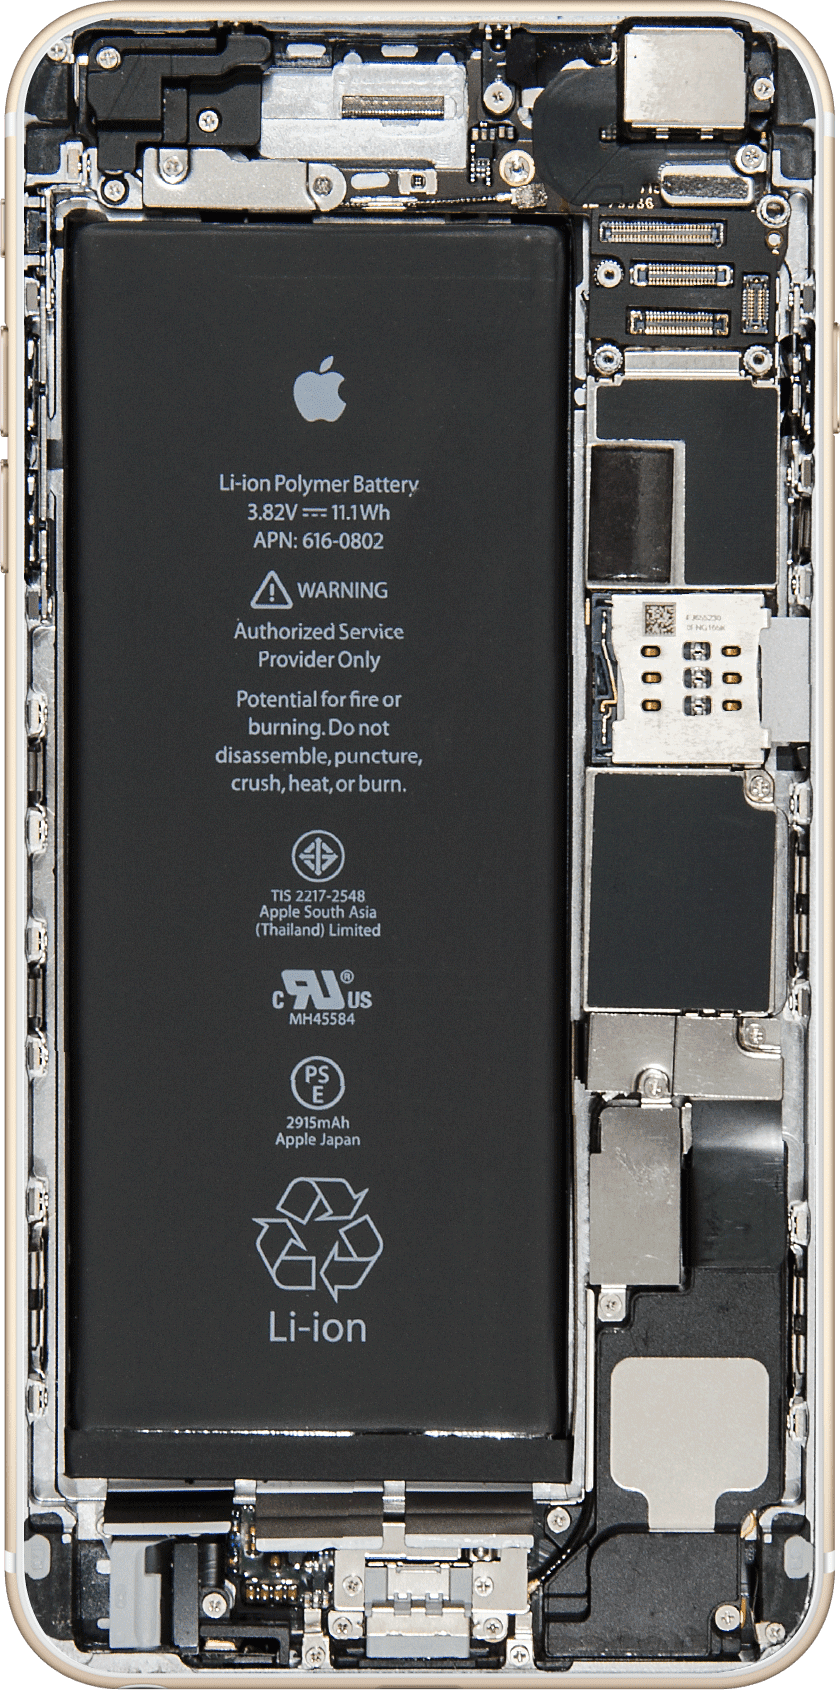 Li-ion Polymer Battery
3.82V ⎓ 11.1Wh
APN: 616-0802
WARNING
Authorized Service
Provider Only
Potential for fire or
burning. Do not
disassemble, puncture,
crush, heat, or burn.
TIS 2217-2548
Apple South Asia
(Thailand) Limited
c RU ® US
MH45584
PS
E
2915mAh
Apple Japan
Li-ion